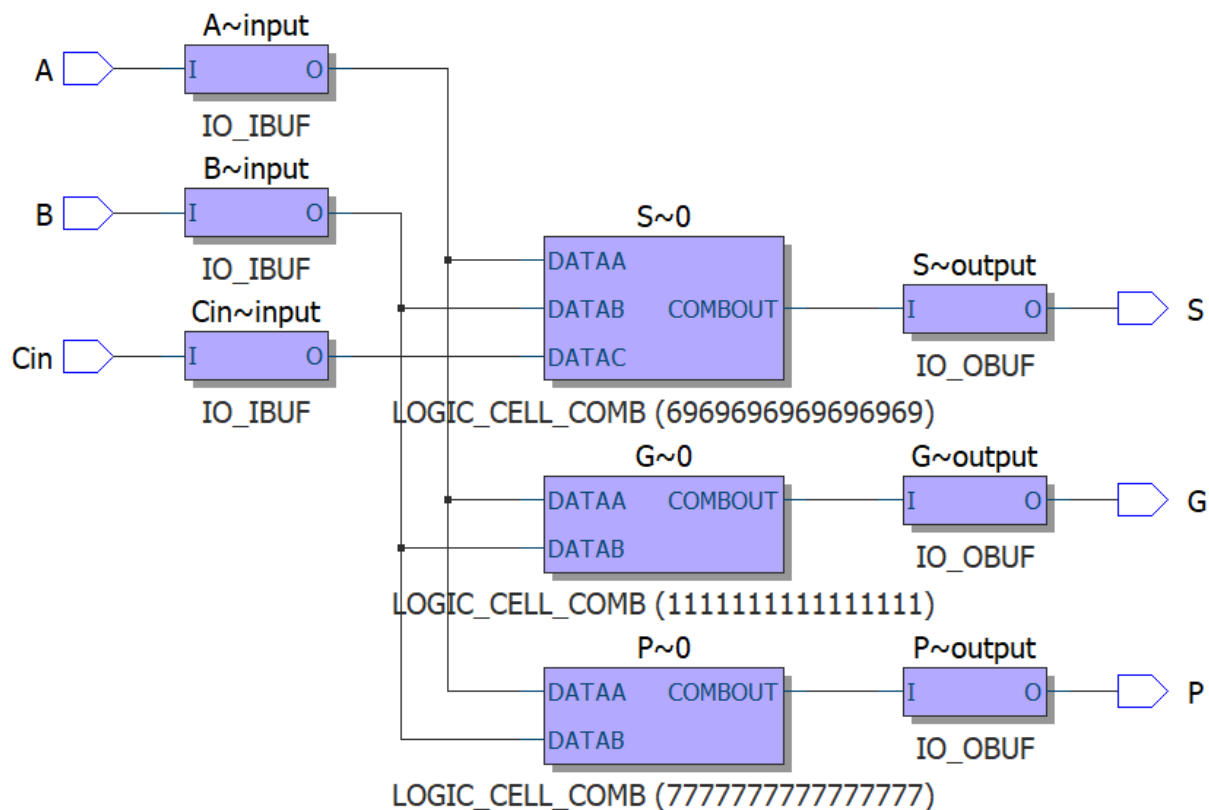 A~input
A
I
O
IO_IBUF
B~input
B
I
O
IO_IBUF
Cin~input
Cin
I
O
IO_IBUF
S~0
DATAA
DATAB
COMBOUT
DATAC
LOGIC_CELL_COMB (6969696969696969)
S~output
I
O
S
IO_OBUF
G~0
DATAA
COMBOUT
DATAB
LOGIC_CELL_COMB (1111111111111111)
G~output
I
O
G
IO_OBUF
P~0
DATAA
COMBOUT
DATAB
LOGIC_CELL_COMB (7777777777777777)
P~output
I
O
P
IO_OBUF